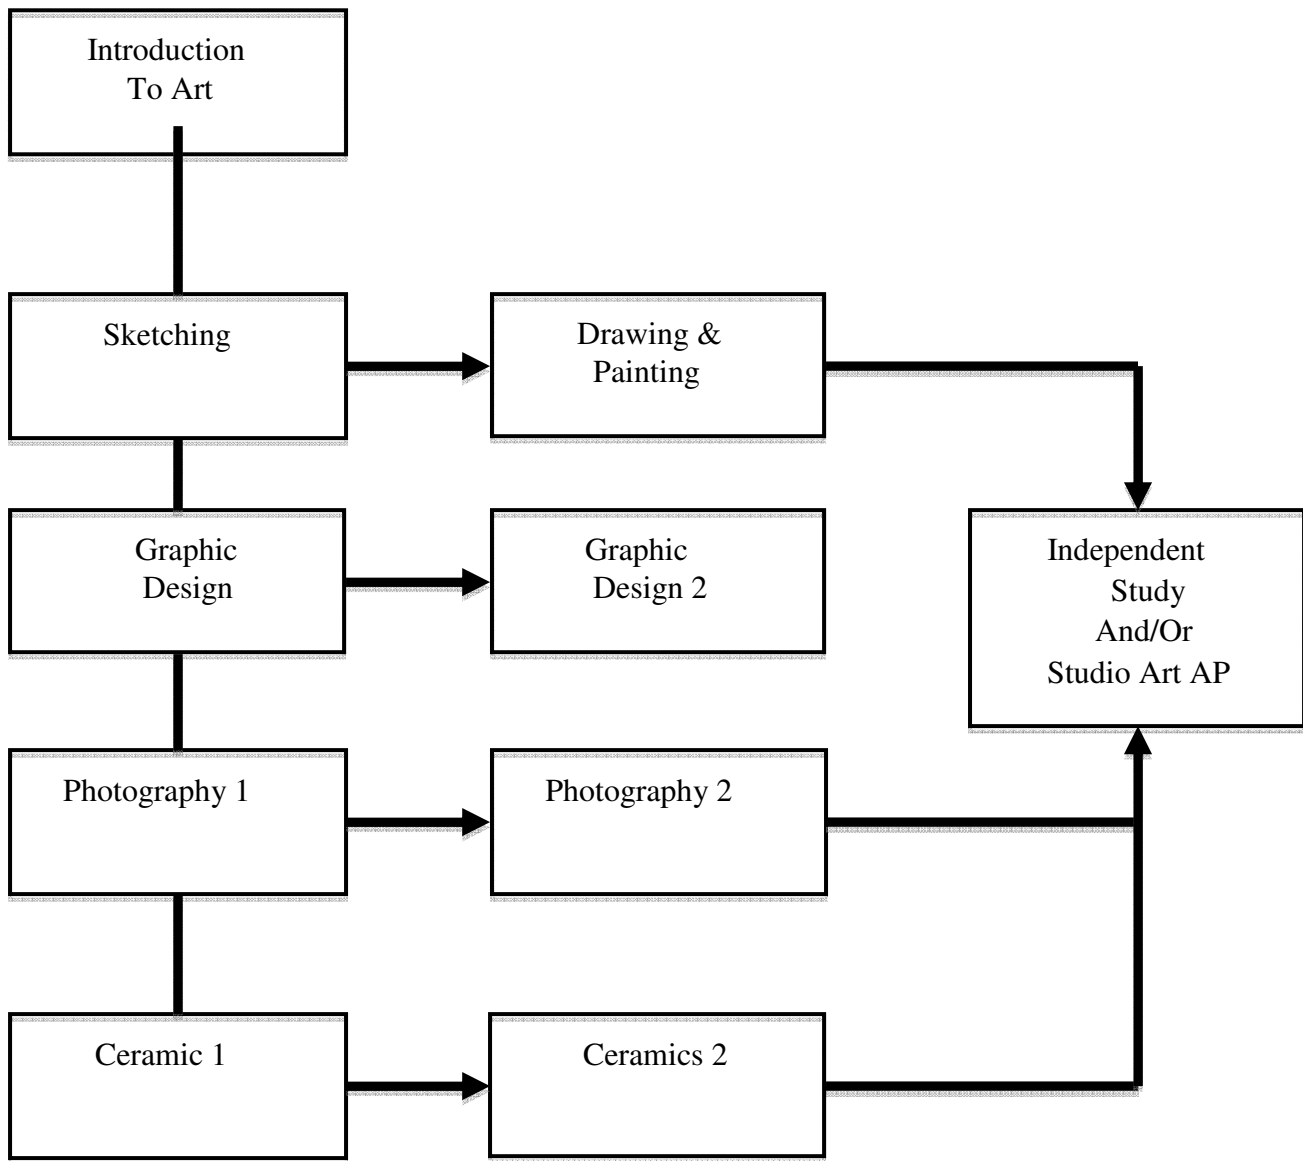 Introduction
To Art
Sketching
Drawing &
Painting
Graphic
Design
Graphic
Design 2
Independent
Study
And/Or
Studio Art AP
Photography 1
Photography 2
Ceramic 1
Ceramics 2